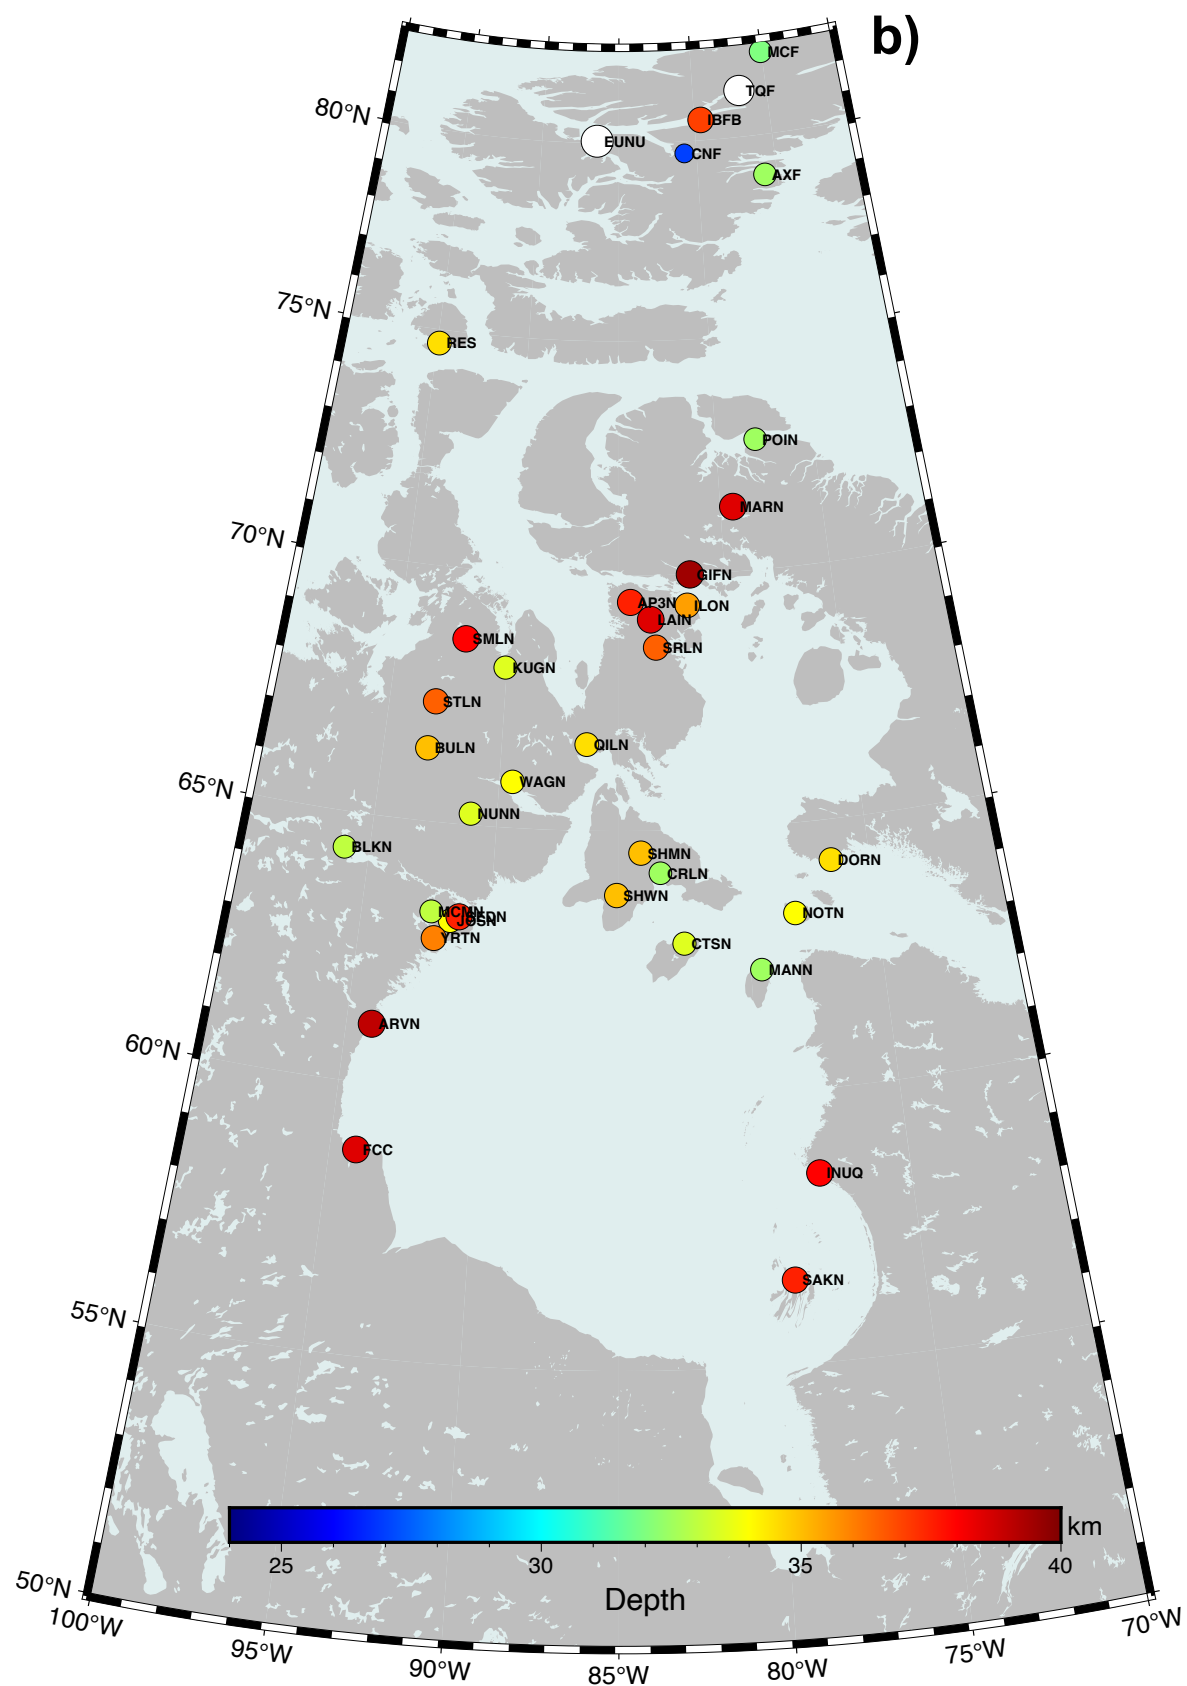 b)
MCF
TQF
80°N
IBFB
EUNU
CNF
AXF
75°N
RES
POIN
MARN
70°N
GIFN
AP3N
ILON
LAIN
SMLN
SRLN
KUGN
STLN
QILN
BULN
WAGN
65°N
NUNN
BLKN
SHMN
DORN
CRLN
SHWN
MCMN
NOTN
JOSN
YRTN
CTSN
MANN
ARVN
60°N
FCC
INUQ
SAKN
55°N
km
25 30 35 40
Depth
50°N
100°W
95°W
90°W
85°W
80°W
75°W
70°W